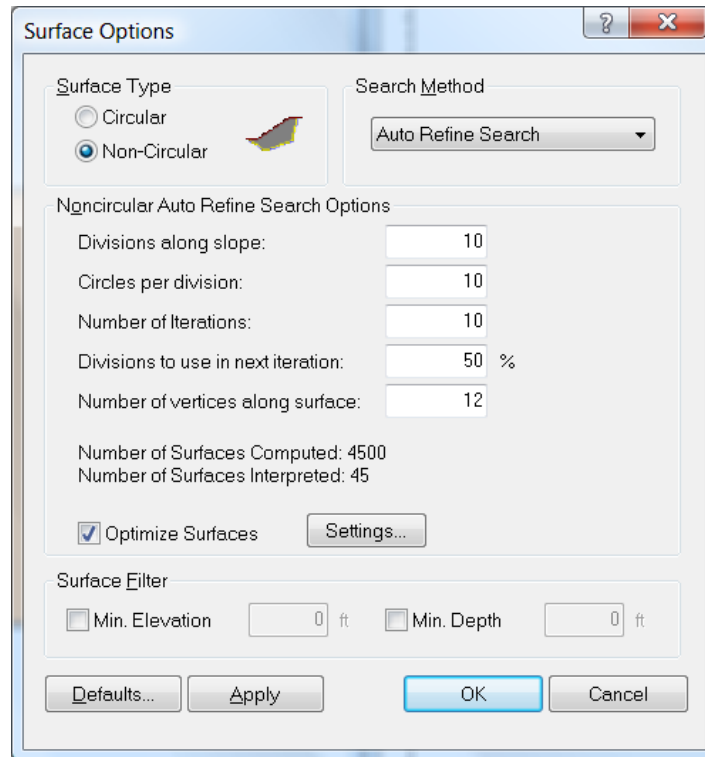 Surface Options
Surface Type
Circular
Non-Circular
Search Method
Auto Refine Search
Noncircular Auto Refine Search Options
Divisions along slope: 10
Circles per division: 10
Number of Iterations: 10
Divisions to use in next iteration: 50 %
Number of vertices along surface: 12
Number of Surfaces Computed: 4500
Number of Surfaces Interpreted: 45
Optimize Surfaces Settings...
Surface Filter
Min. Elevation 0 ft Min. Depth 0 ft
Defaults... Apply OK Cancel